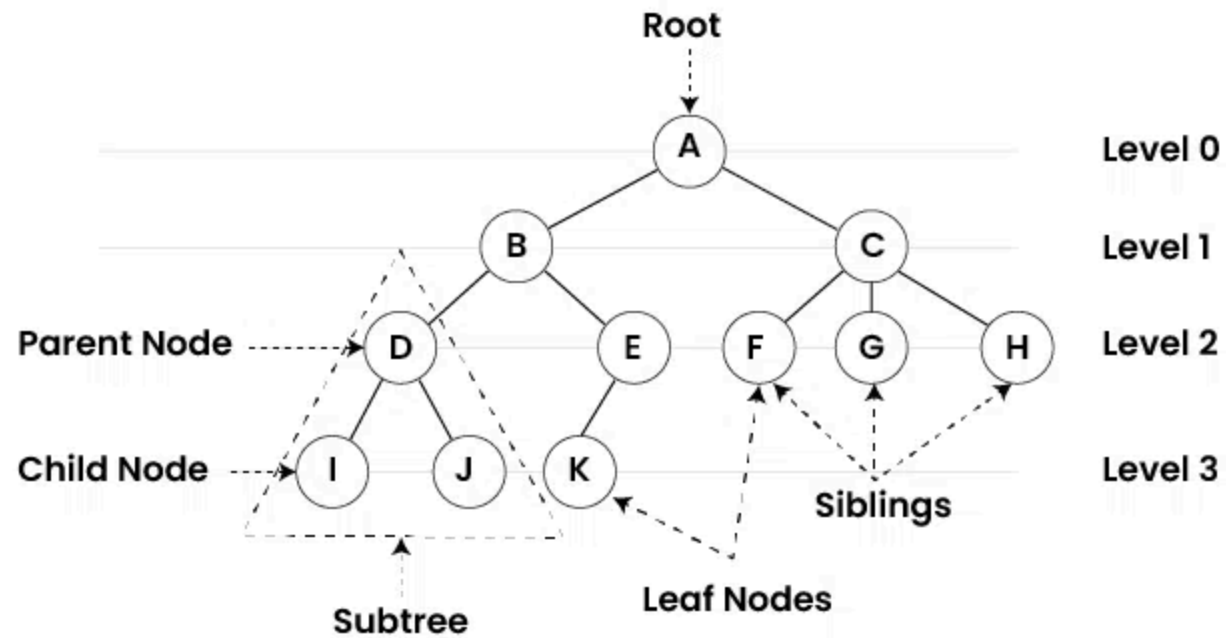 Root
A
Level 0
B
C
Level 1
Parent Node
D
E
F
G
H
Level 2
Child Node
I
J
K
Level 3
Siblings
Leaf Nodes
Subtree